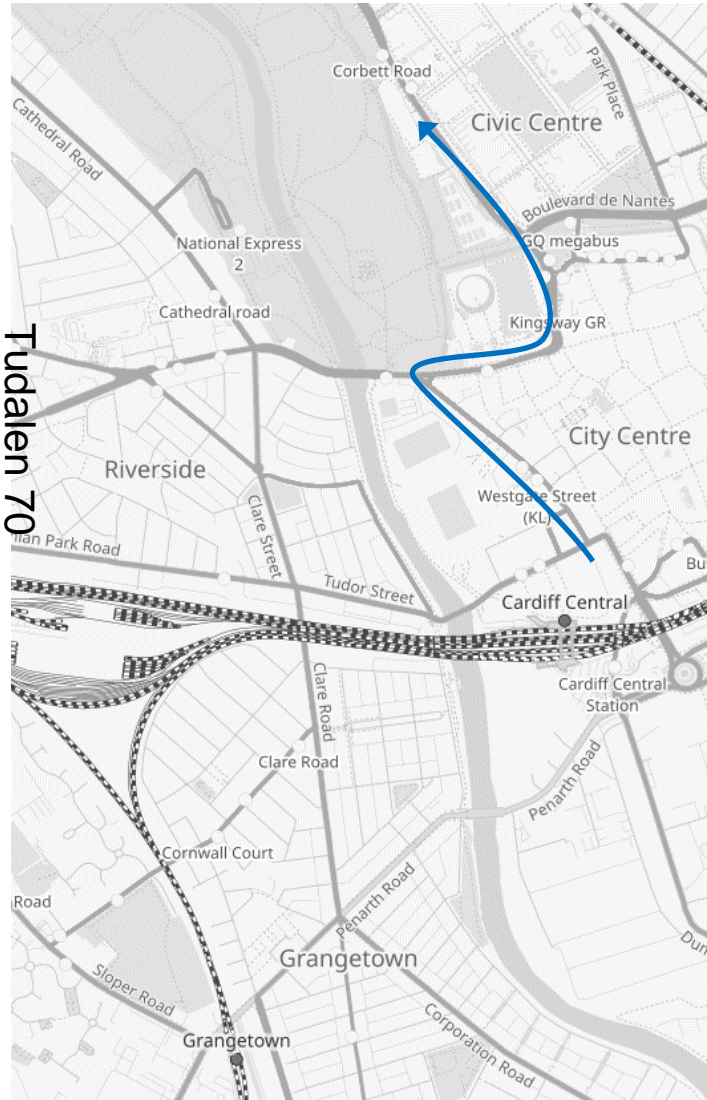 Corbett Road
Civic Centre
Park Place
Cathedral Road
Boulevard de Nantes
National Express
2
GQ megabus
Cathedral road
Kingsway GR
Tudalen 70
City Centre
Riverside
Westgate Street
(KL)
Clare Street
Park Road
Tudor Street
Cardiff Central
Cardiff Central
Station
Clare Road
Clare Road
Penarth Road
Cornwall Court
Penarth Road
Road
Grangetown
Sloper Road
Corporation Road
Grangetown